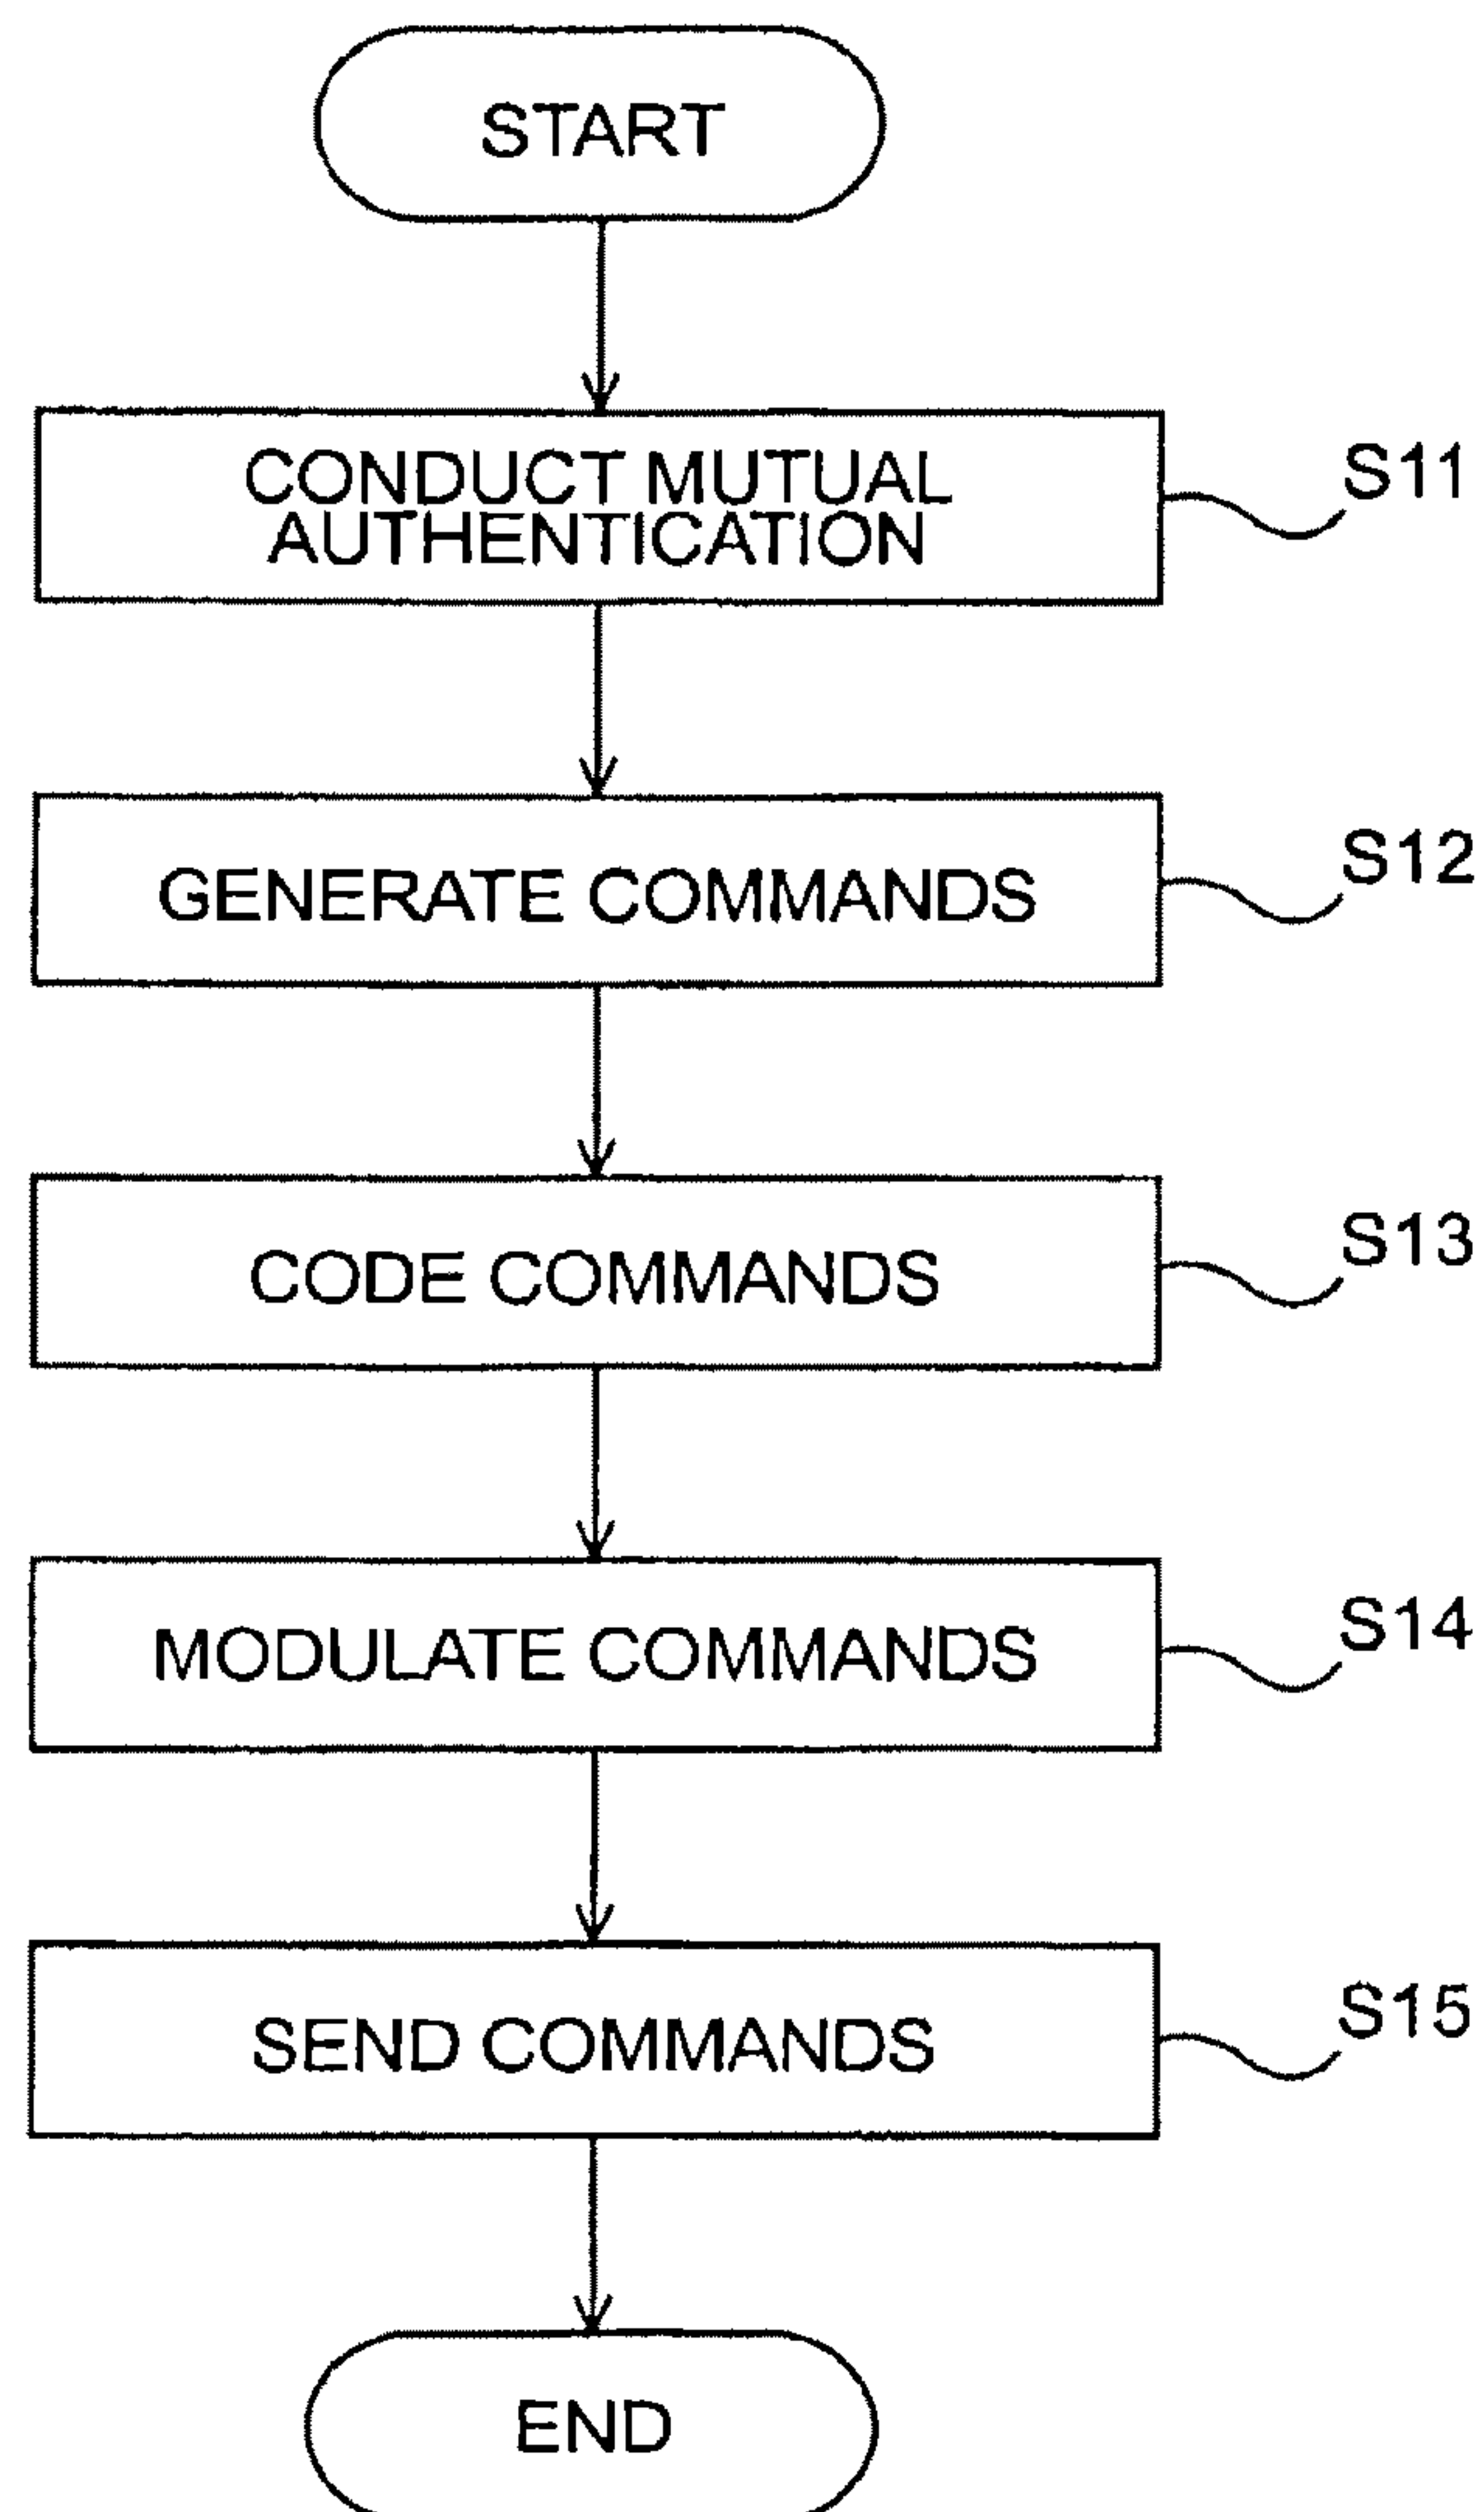 START
CONDUCT MUTUAL
AUTHENTICATION
S11
GENERATE COMMANDS
S12
CODE COMMANDS
S13
MODULATE COMMANDS
S14
SEND COMMANDS
S15
END